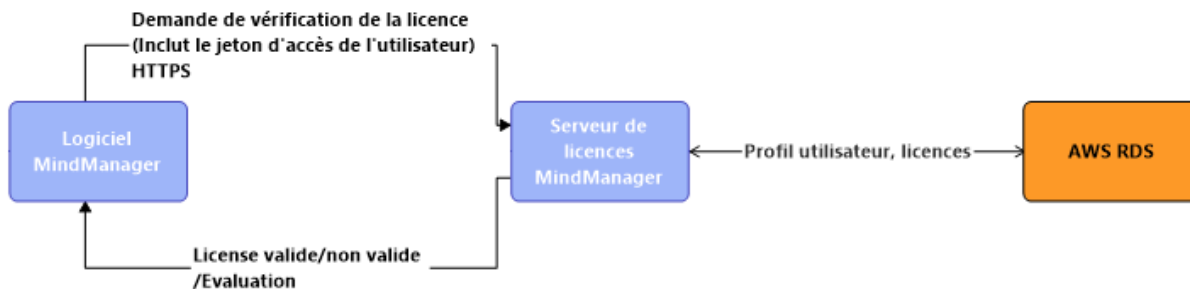 Demande de vérification de la licence
(Inclut le jeton d'accès de l'utilisateur)
HTTPS
Logiciel
MindManager
Serveur de
licences
MindManager
Profil utilisateur, licences
AWS RDS
License valide/non valide
/Evaluation